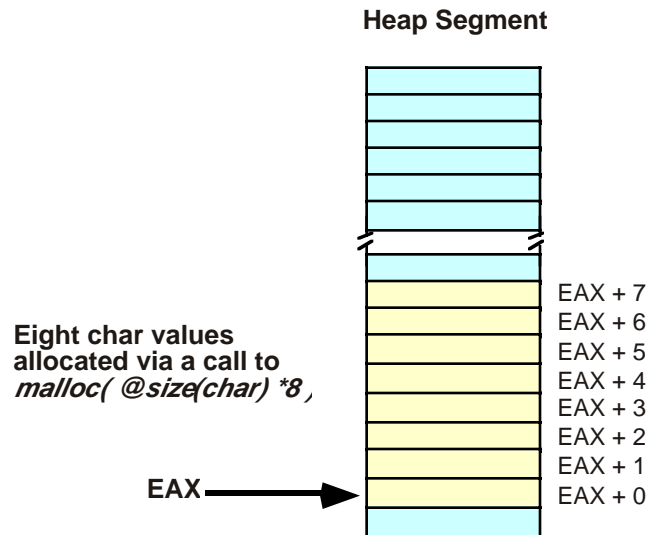 Heap Segment
EAX + 7
EAX + 6
Eight char values
allocated via a call to
malloc( @size(char) *8 )
EAX + 5
EAX + 4
EAX + 3
EAX + 2
EAX + 1
EAX
EAX + 0